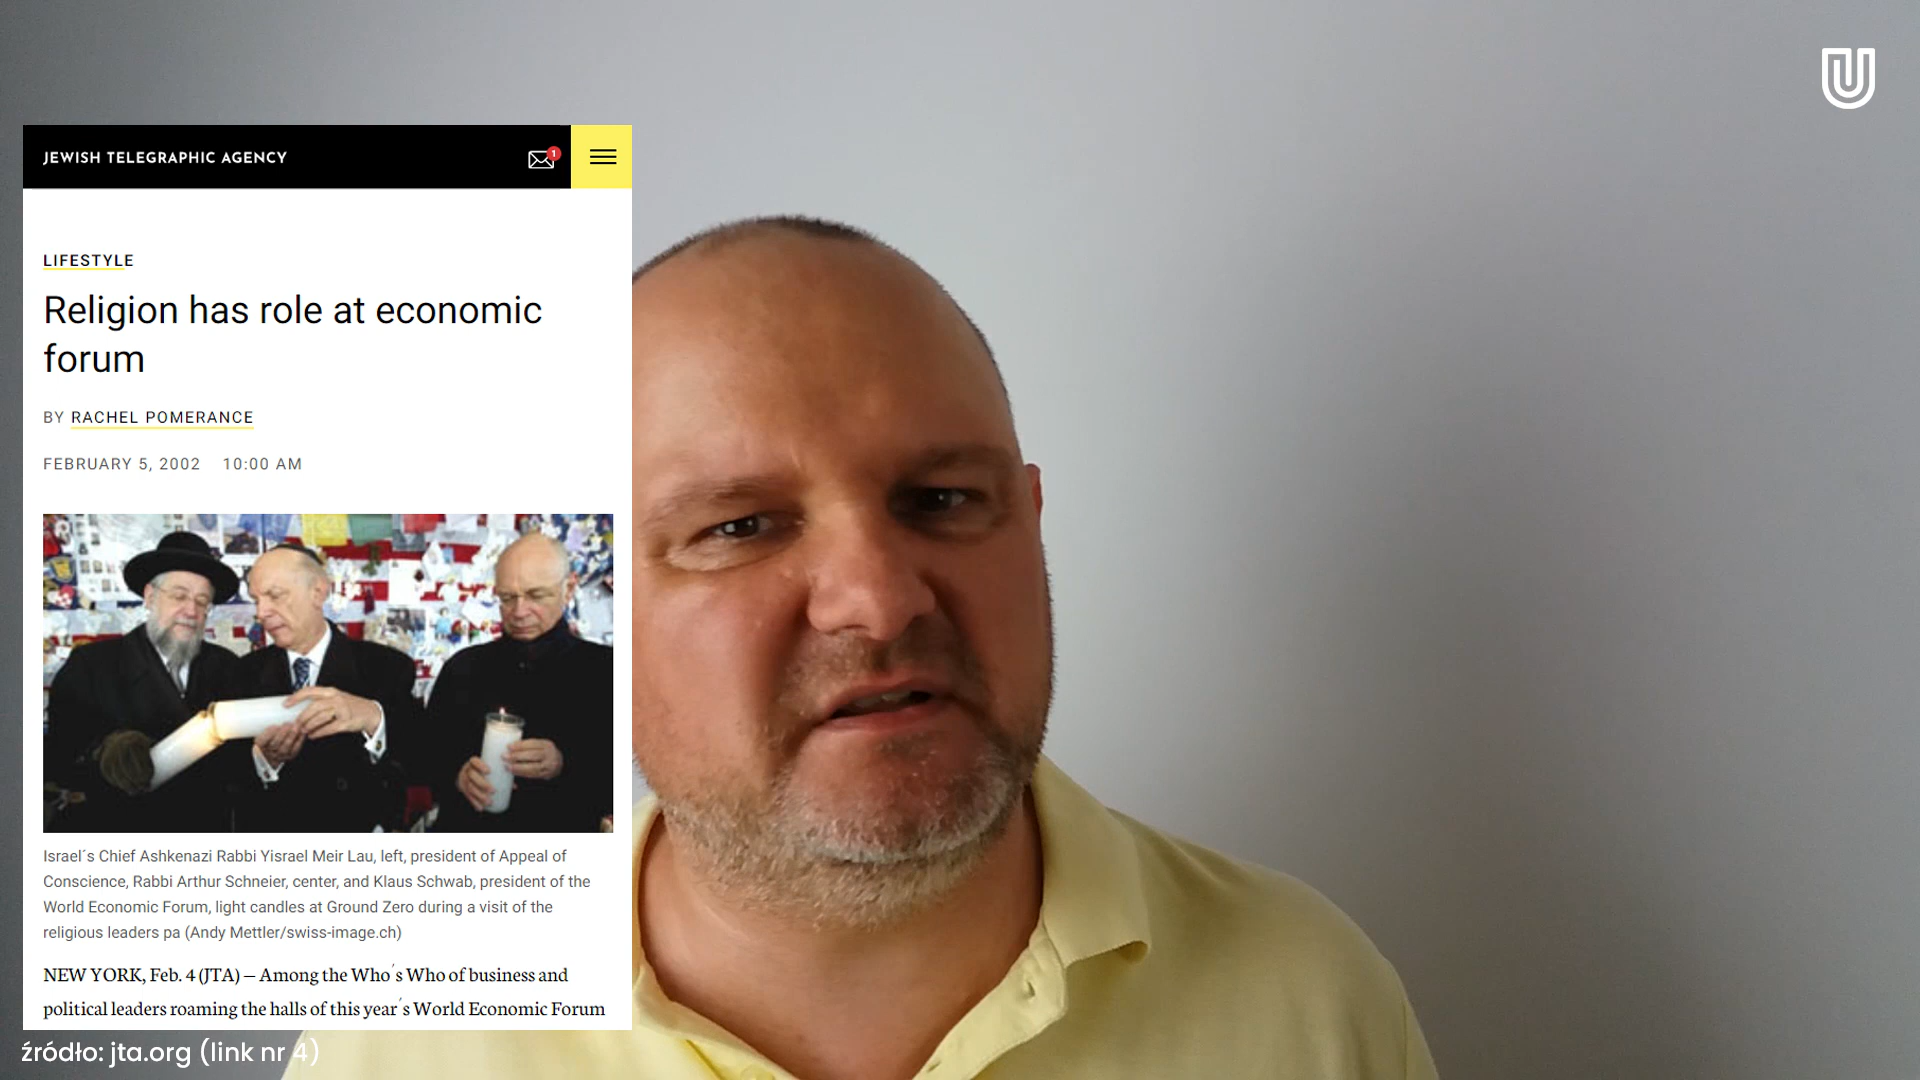 JEWISH TELEGRAPHIC AGENCY
1
LIFESTYLE
Religion has role at economic
forum
BY RACHEL POMERANCE
FEBRUARY 5, 2002 10:00 AM
Israel´s Chief Ashkenazi Rabbi Yisrael Meir Lau, left, president of Appeal of
Conscience, Rabbi Arthur Schneier, center, and Klaus Schwab, president of the
World Economic Forum, light candles at Ground Zero during a visit of the
religious leaders pa (Andy Mettler/swiss-image.ch)
NEW YORK, Feb. 4 (JTA) — Among the Who´s Who of business and
political leaders roaming the halls of this year´s World Economic Forum
źródło: jta.org (link nr 4)